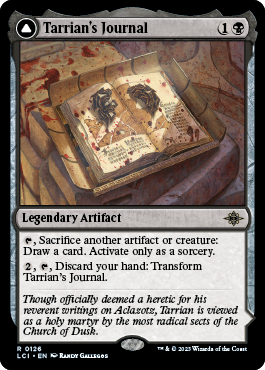 Tarrian's Journal 1
Legendary Artifact
, Sacrifice another artifact or creature:
Draw a card. Activate only as a sorcery.
2, , Discard your hand: Transform
Tarrian's Journal.
Though officially deemed a heretic for his
reverent writings on Aclazotz, Tarrian is viewed
as a holy martyr by the most radical sects of the
Church of Dusk.
R 0126
LCI • EN RANDY GALLEGOS
™ & © 2023 Wizards of the Coast